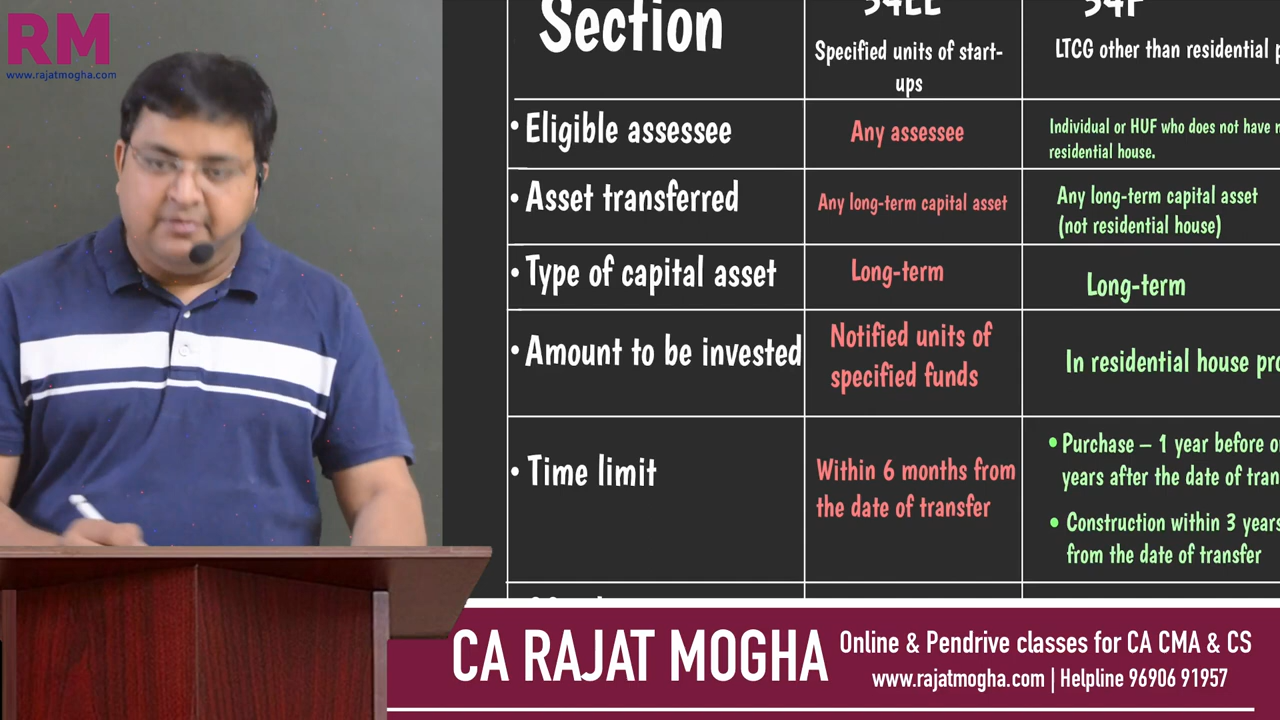 RM
www.rajatmogha.com
Section
54EE
54F
Specified units of start-
ups
LTCG other than residential
• Eligible assessee
Any assessee
Individual or HUF who does not have
residential house.
• Asset transferred
Any long-term capital asset
Any long-term capital asset
(not residential house)
• Type of capital asset
Long-term
Long-term
• Amount to be invested
Notified units of
specified funds
In residential house
• Time limit
Within 6 months from
the date of transfer
• Purchase – 1 year before
years after the date of
• Construction within 3 years
from the date of transfer
CA RAJAT MOGHA
Online & Pendrive classes for CA CMA & CS
www.rajatmogha.com | Helpline 96906 91957